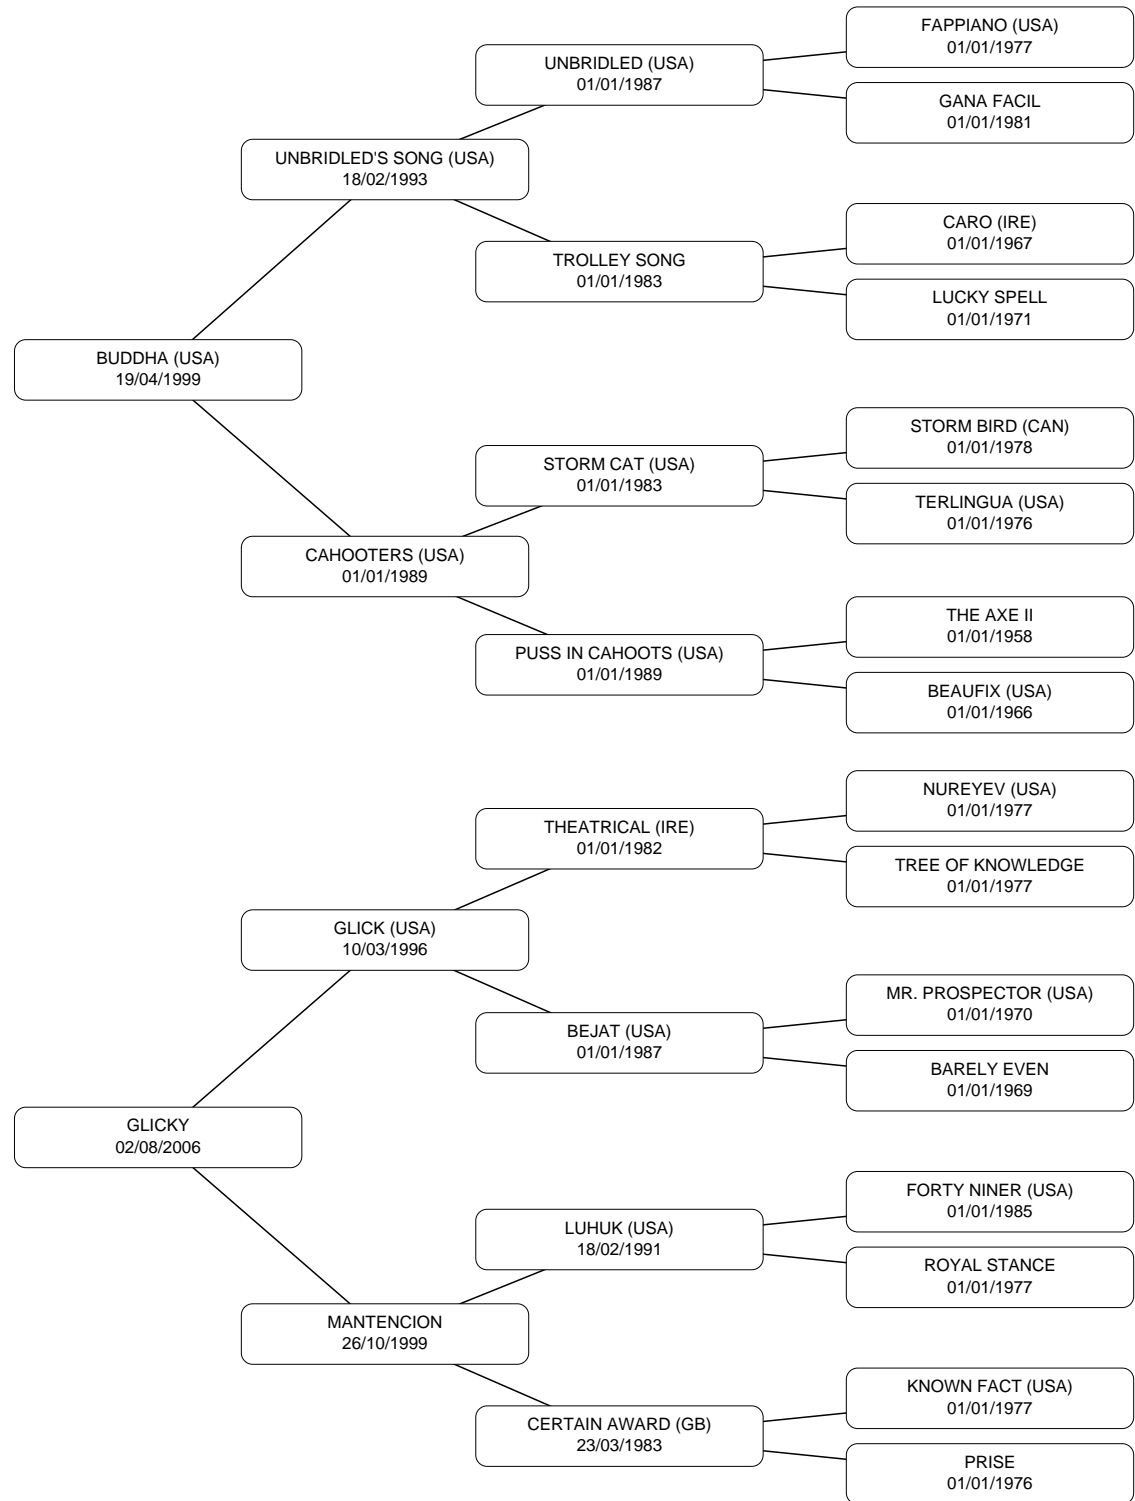 FAPPIANO (USA)
01/01/1977
UNBRIDLED (USA)
01/01/1987
GANA FACIL
01/01/1981
UNBRIDLED'S SONG (USA)
18/02/1993
CARO (IRE)
01/01/1967
TROLLEY SONG
01/01/1983
LUCKY SPELL
01/01/1971
BUDDHA (USA)
19/04/1999
STORM BIRD (CAN)
01/01/1978
STORM CAT (USA)
01/01/1983
TERLINGUA (USA)
01/01/1976
CAHOOTERS (USA)
01/01/1989
THE AXE II
01/01/1958
PUSS IN CAHOOTS (USA)
01/01/1989
BEAUFIX (USA)
01/01/1966
NUREYEV (USA)
01/01/1977
THEATRICAL (IRE)
01/01/1982
TREE OF KNOWLEDGE
01/01/1977
GLICK (USA)
10/03/1996
MR. PROSPECTOR (USA)
01/01/1970
BEJAT (USA)
01/01/1987
BARELY EVEN
01/01/1969
GLICKY
02/08/2006
FORTY NINER (USA)
01/01/1985
LUHUK (USA)
18/02/1991
ROYAL STANCE
01/01/1977
MANTENCION
26/10/1999
KNOWN FACT (USA)
01/01/1977
CERTAIN AWARD (GB)
23/03/1983
PRISE
01/01/1976